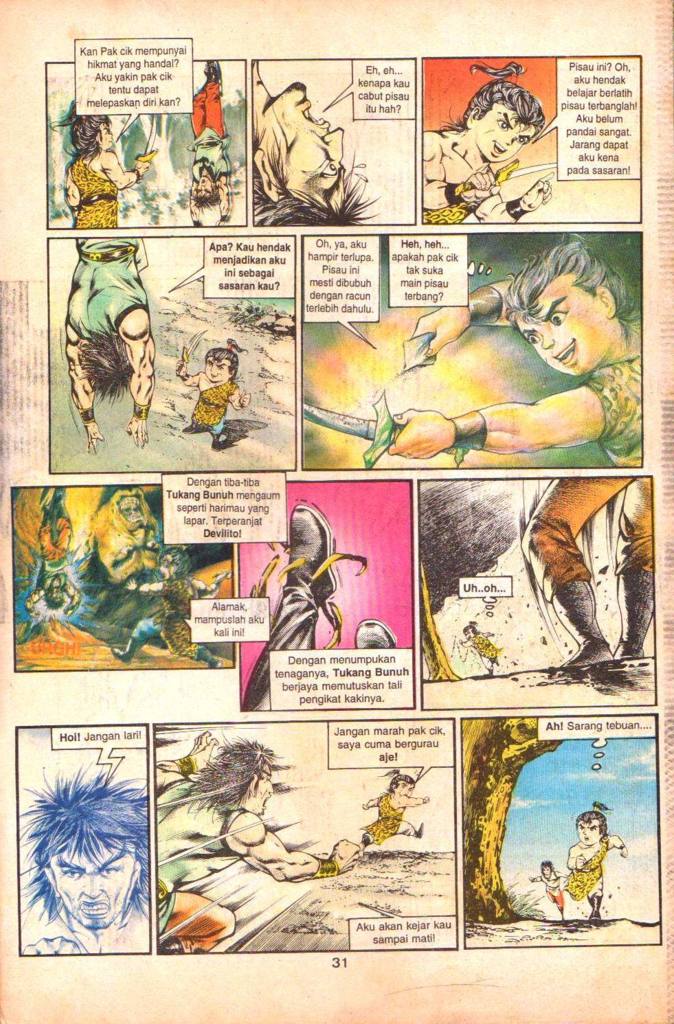 Kan Pak cik mempunyai
hikmat yang handal?
Aku yakin pak cik
tentu dapat
melepaskan diri kan?
Eh, eh...
kenapa kau
cabut pisau
itu hah?
Pisau ini? Oh,
aku hendak
belajar berlatih
pisau terbanglah!
Aku belum
pandai sangat.
Jarang dapat
aku kena
pada sasaran!
Apa? Kau hendak
menjadikan aku
ini sebagai
sasaran kau?
Oh, ya, aku
hampir terlupa.
Pisau ini
mesti dibubuh
dengan racun
terlebih dahulu.
Heh, heh...
apakah pak cik
tak suka
main pisau
terbang?
Dengan tiba-tiba
Tukang Bunuh mengaum
seperti harimau yang
lapar. Terperanjat
Devilito!
URGH!
Alamak,
mampuslah aku
kali ini!
Dengan menumpukan
tenaganya, Tukang Bunuh
berjaya memutuskan tali
pengikat kakinya.
Uh..oh...
Hoi! Jangan lari!
Jangan marah pak cik,
saya cuma bergurau
aje!
Aku akan kejar kau
sampai mati!
Ah! Sarang tebuan....
31